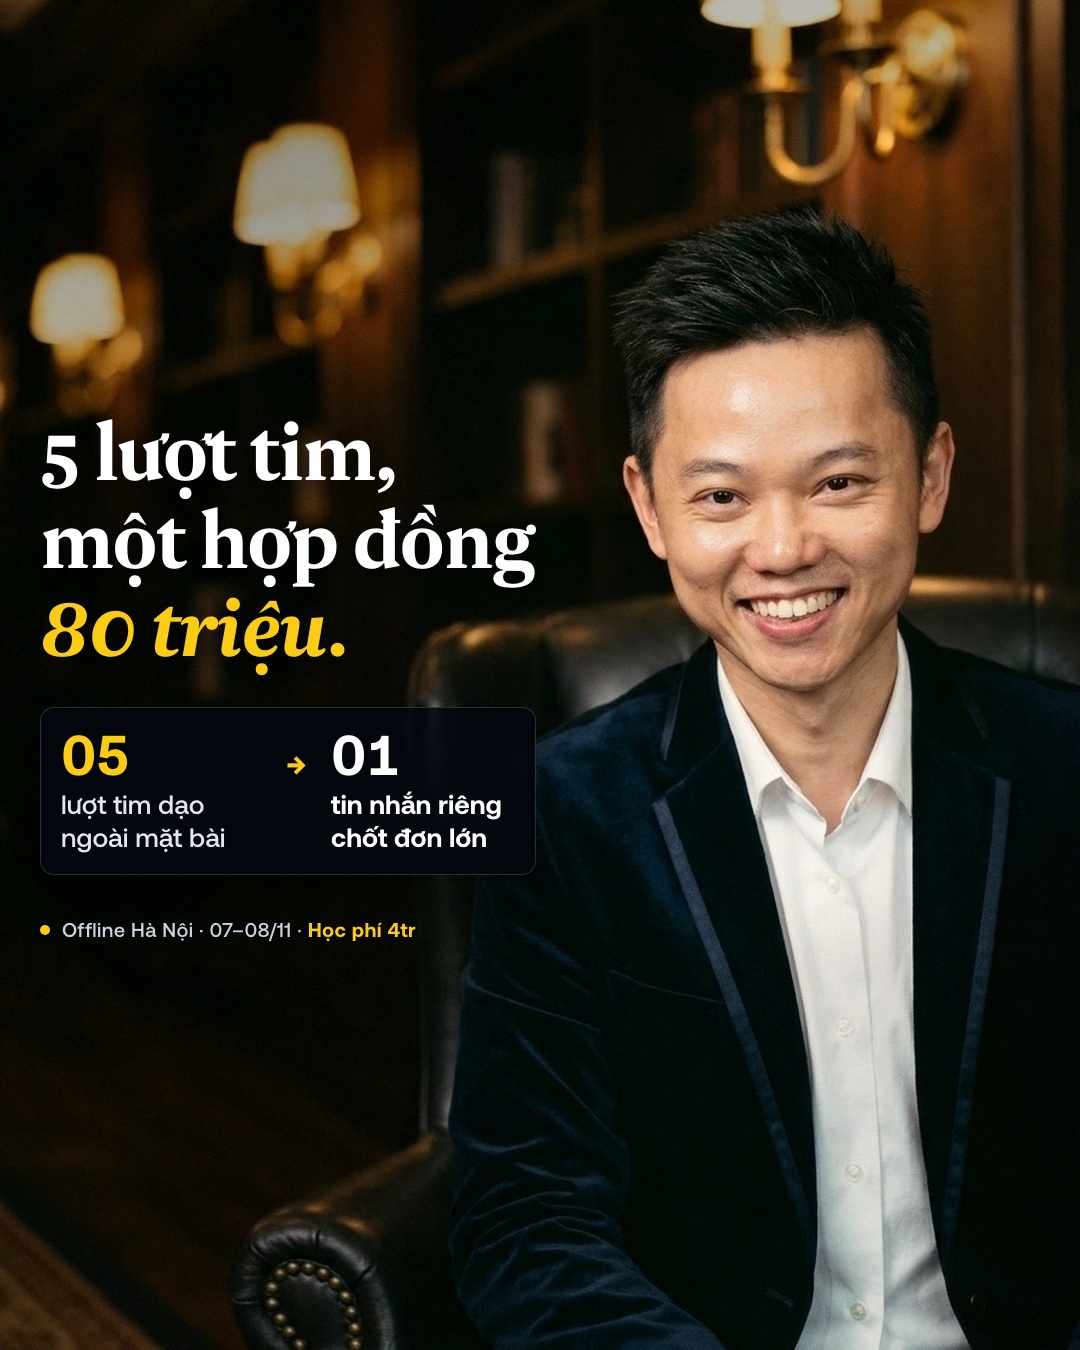 5 lượt tim,
một hợp đồng
80 triệu.
05 → 01
lượt tim dạo
ngoài mặt bài
tin nhắn riêng
chốt đơn lớn
Offline Hà Nội · 07–08/11 · Học phí 4tr